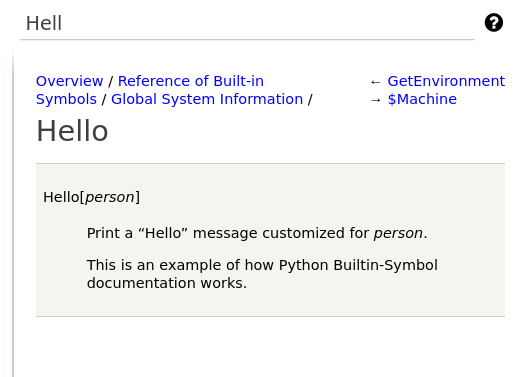 Hell
?
Overview / Reference of Built-in
Symbols / Global System Information /
← GetEnvironment
→ $Machine
Hello
Hello[person]
Print a “Hello” message customized for person.
This is an example of how Python Builtin-Symbol
documentation works.